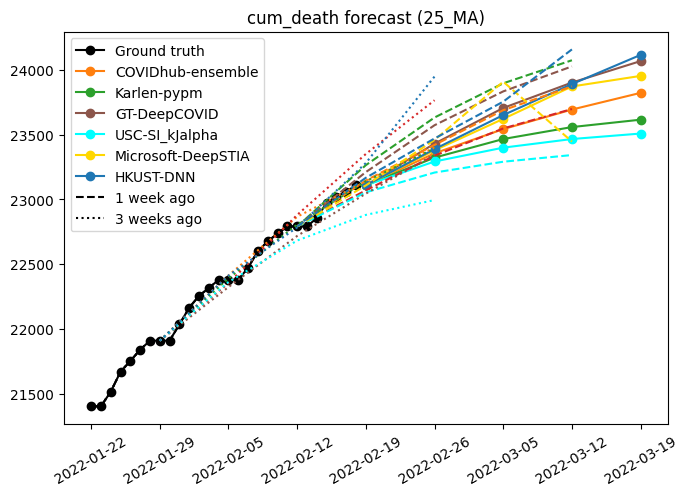 cum_death forecast (25_MA)
Ground truth
COVIDhub-ensemble
Karlen-pypm
GT-DeepCOVID
USC-SI_kJalpha
Microsoft-DeepSTIA
HKUST-DNN
1 week ago
3 weeks ago
24000
23500
23000
22500
22000
21500
2022-01-22
2022-01-29
2022-02-05
2022-02-12
2022-02-19
2022-02-26
2022-03-05
2022-03-12
2022-03-19